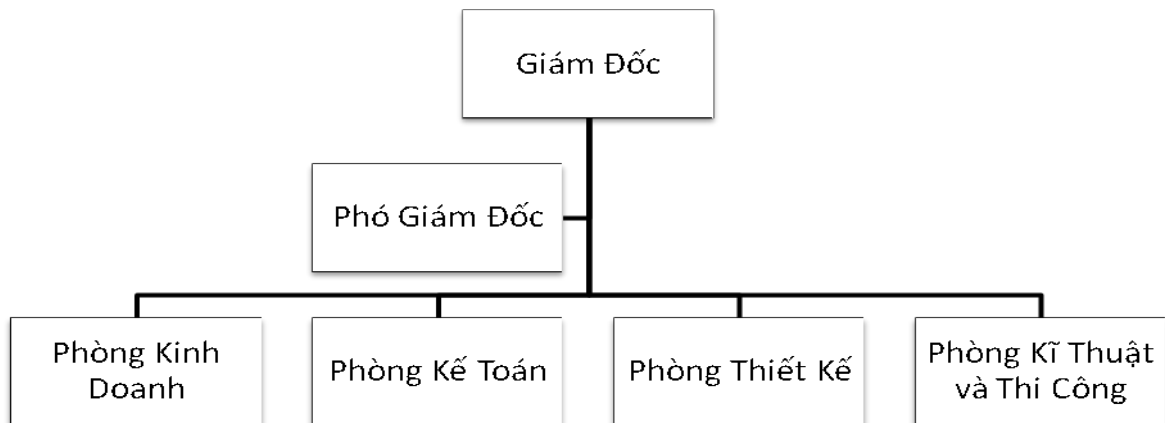 Giám Đốc
Phó Giám Đốc
Phòng Kinh
Doanh
Phòng Kế Toán
Phòng Thiết Kế
Phòng Kĩ Thuật
và Thi Công